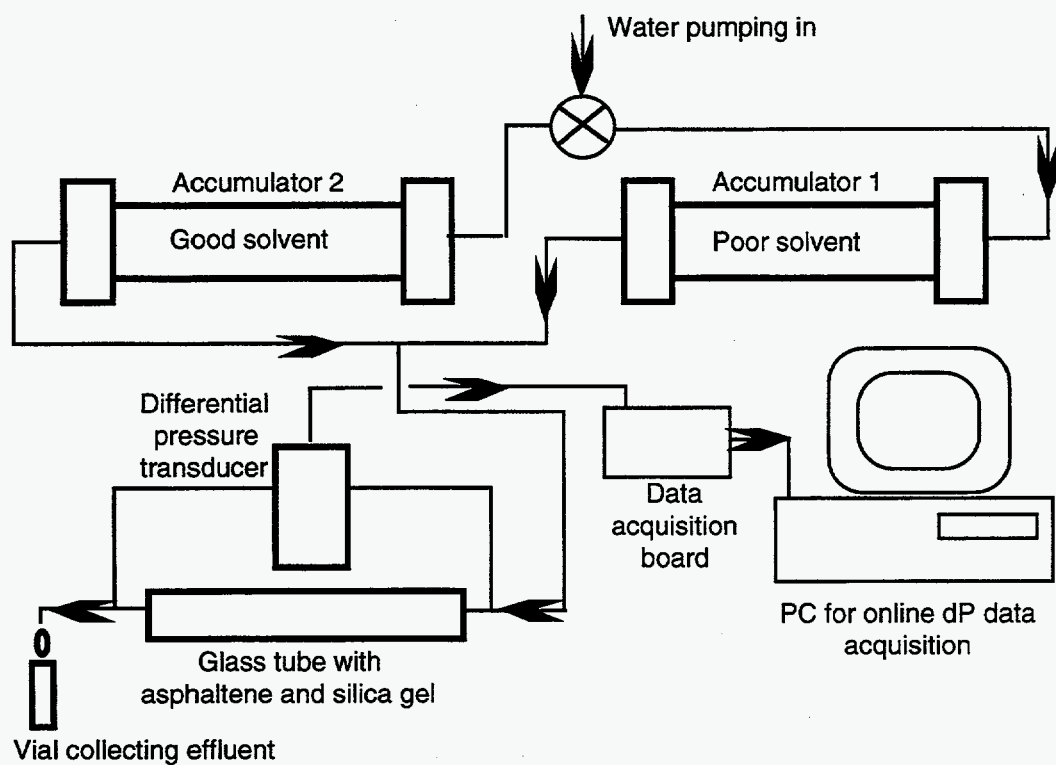 Water pumping in
Accumulator 2
Accumulator 1
Good solvent
Poor solvent
Differential
pressure
transducer
Data
acquisition
board
PC for online dP data
acquisition
Glass tube with
asphaltene and silica gel
Vial collecting effluent